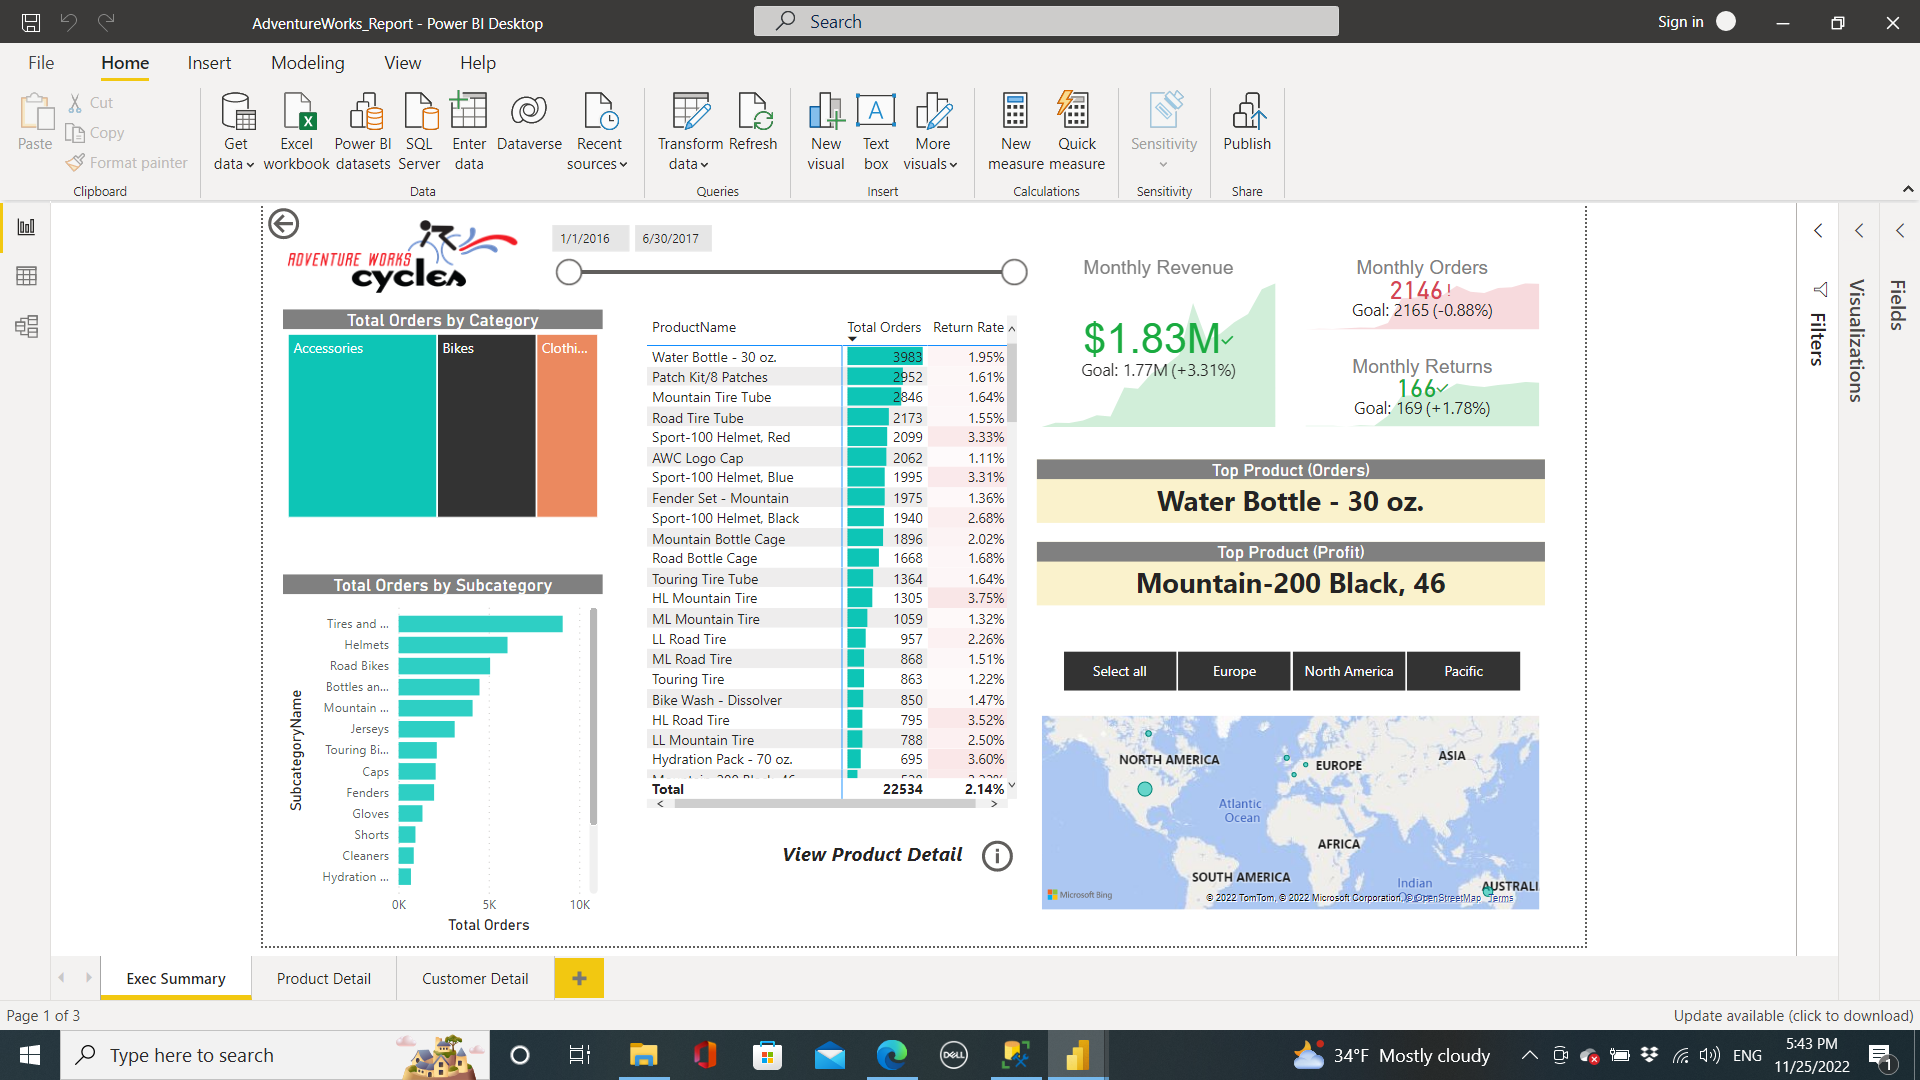 AdventureWorks_Report - Power BI Desktop
Search
Sign in
File Home Insert Modeling View Help
Paste
Cut
Copy
Format painter
Clipboard
Get data
Excel workbook
Power BI datasets
SQL Server
Enter data
Dataverse
Recent sources
Data
Transform data
Refresh
Queries
New visual
Text box
More visuals
Insert
New measure
Quick measure
Calculations
Sensitivity
Sensitivity
Publish
Share
ADVENTURE WORKS
cycles
1/1/2016 6/30/2017
Total Orders by Category
Accessories
Bikes
Clothi...
Total Orders by Subcategory
SubcategoryName
Tires and ...
Helmets
Road Bikes
Bottles an...
Mountain ...
Jerseys
Touring Bi...
Caps
Fenders
Gloves
Shorts
Cleaners
Hydration ...
0K 5K 10K
Total Orders
ProductName Total Orders Return Rate
Water Bottle - 30 oz. 3983 1.95%
Patch Kit/8 Patches 2952 1.61%
Mountain Tire Tube 2846 1.64%
Road Tire Tube 2173 1.55%
Sport-100 Helmet, Red 2099 3.33%
AWC Logo Cap 2062 1.11%
Sport-100 Helmet, Blue 1995 3.31%
Fender Set - Mountain 1975 1.36%
Sport-100 Helmet, Black 1940 2.68%
Mountain Bottle Cage 1896 2.02%
Road Bottle Cage 1668 1.68%
Touring Tire Tube 1364 1.64%
HL Mountain Tire 1305 3.75%
ML Mountain Tire 1059 1.32%
LL Road Tire 957 2.26%
ML Road Tire 868 1.51%
Touring Tire 863 1.22%
Bike Wash - Dissolver 850 1.47%
HL Road Tire 795 3.52%
LL Mountain Tire 788 2.50%
Hydration Pack - 70 oz. 695 3.60%
Total 22534 2.14%
View Product Detail
Monthly Revenue
$1.83M
Goal: 1.77M (+3.31%)
Monthly Orders
2146!
Goal: 2165 (-0.88%)
Monthly Returns
166
Goal: 169 (+1.78%)
Top Product (Orders)
Water Bottle - 30 oz.
Top Product (Profit)
Mountain-200 Black, 46
Select all Europe North America Pacific
NORTH AMERICA
EUROPE
ASIA
Atlantic
Ocean
AFRICA
SOUTH AMERICA
Indian
AUSTRALI
Microsoft Bing
© 2022 TomTom, © 2022 Microsoft Corporation, © OpenStreetMap Terms
Filters
Visualizations
Fields
Exec Summary Product Detail Customer Detail
Page 1 of 3
Update available (click to download)
Type here to search
DELL
34°F Mostly cloudy
ENG
5:43 PM
11/25/2022
1